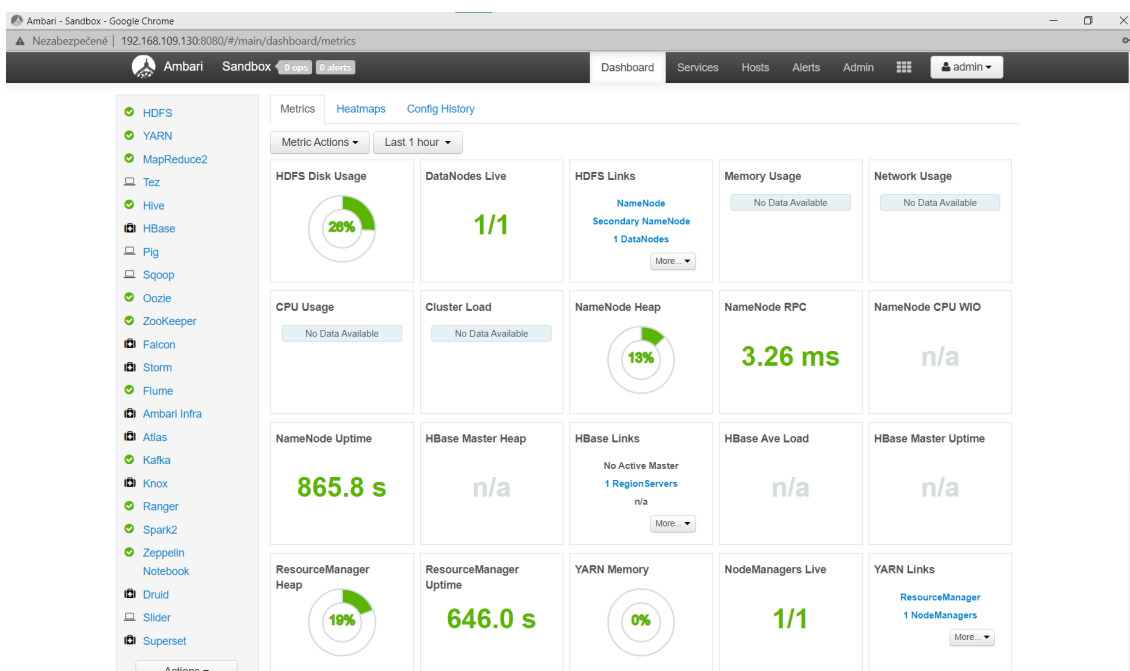 Ambari - Sandbox - Google Chrome
Nezabezpečené | 192.168.109.130:8080/#/main/dashboard/metrics
Ambari Sandbox 0 ops 0 alerts Dashboard Services Hosts Alerts Admin admin
HDFS
YARN
MapReduce2
Tez
Hive
HBase
Pig
Sqoop
Oozie
ZooKeeper
Falcon
Storm
Flume
Ambari Infra
Atlas
Kafka
Knox
Ranger
Spark2
Zeppelin
Notebook
Druid
Slider
Superset
Actions
Metrics Heatmaps Config History
Metric Actions Last 1 hour
HDFS Disk Usage
26%
DataNodes Live
1/1
HDFS Links
NameNode
Secondary NameNode
1 DataNodes
More...
Memory Usage
No Data Available
Network Usage
No Data Available
CPU Usage
No Data Available
Cluster Load
No Data Available
NameNode Heap
13%
NameNode RPC
3.26 ms
NameNode CPU WIO
n/a
NameNode Uptime
865.8 s
HBase Master Heap
n/a
HBase Links
No Active Master
1 RegionServers
n/a
More...
HBase Ave Load
n/a
HBase Master Uptime
n/a
ResourceManager
Heap
19%
ResourceManager
Uptime
646.0 s
YARN Memory
0%
NodeManagers Live
1/1
YARN Links
ResourceManager
1 NodeManagers
More...